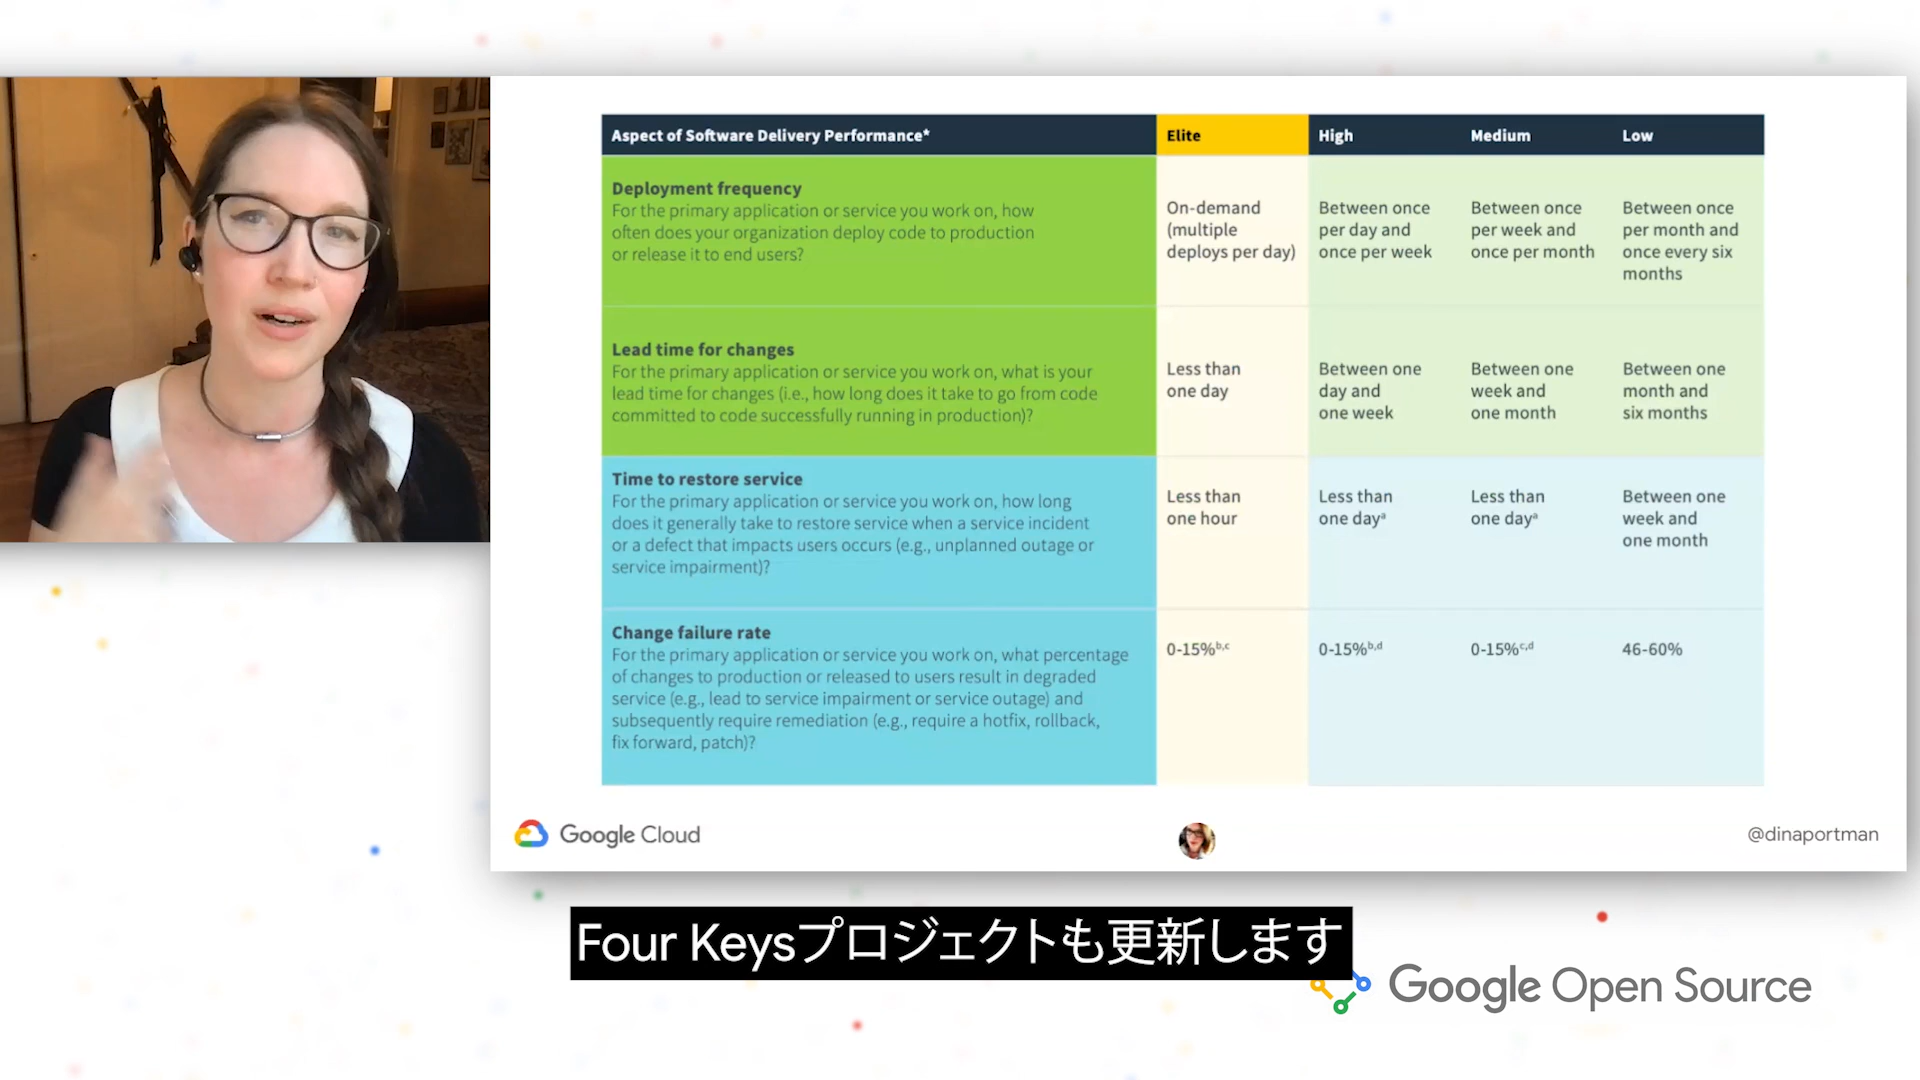 Aspect of Software Delivery Performance*
Elite
High
Medium
Low
Deployment frequency
For the primary application or service you work on, how
often does your organization deploy code to production
or release it to end users?
On-demand
(multiple
deploys per day)
Between once
per day and
once per week
Between once
per week and
once per month
Between once
per month and
once every six
months
Lead time for changes
For the primary application or service you work on, what is your
lead time for changes (i.e., how long does it take to go from code
committed to code successfully running in production)?
Less than
one day
Between one
day and
one week
Between one
week and
one month
Between one
month and
six months
Time to restore service
For the primary application or service you work on, how long
does it generally take to restore service when a service incident
or a defect that impacts users occurs (e.g., unplanned outage or
service impairment)?
Less than
one hour
Less than
one dayᵃ
Less than
one dayᵃ
Between one
week and
one month
Change failure rate
For the primary application or service you work on, what percentage
of changes to production or released to users result in degraded
service (e.g., lead to service impairment or service outage) and
subsequently require remediation (e.g., require a hotfix, rollback,
fix forward, patch)?
0-15%ᵇ,ᶜ
0-15%ᵇ,ᵈ
0-15%ᶜ,ᵈ
46-60%
Google Cloud
@dinaportman
Four Keysプロジェクトも更新します
Google Open Source